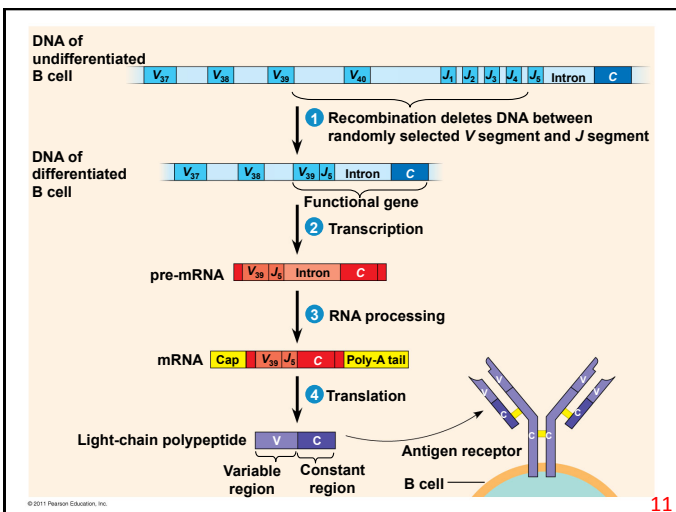 DNA of
undifferentiated
B cell
V37 V38 V39 V40 J1 J2 J3 J4 J5 Intron C
1 Recombination deletes DNA between
randomly selected V segment and J segment
DNA of
differentiated
B cell
V37 V38 V39 J5 Intron C
Functional gene
2 Transcription
pre-mRNA V39 J5 Intron C
3 RNA processing
mRNA Cap V39 J5 C Poly-A tail
4 Translation
Light-chain polypeptide V C
Variable
region
Constant
region
V V V V
C C C C
Antigen receptor
B cell
© 2011 Pearson Education, Inc.
11